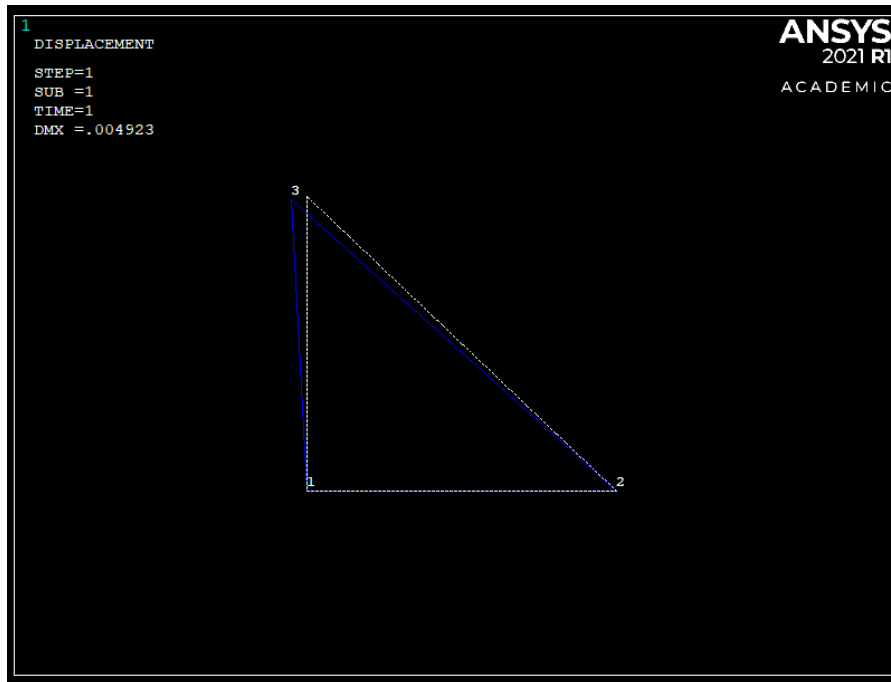 1
DISPLACEMENT
STEP=1
SUB =1
TIME=1
DMX =.004923
ANSYS
2021 R1
ACADEMIC
3
1
2